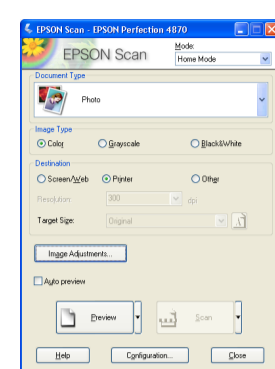 EPSON Scan - EPSON Perfection 4870
EPSON Scan
Mode:
Home Mode
Document Type
Photo
Image Type
Color Grayscale Black&White
Destination
Screen/Web Printer Other
Resolution: 300 dpi
Target Size: Original
Image Adjustments...
Auto preview
Preview Scan
Help Configuration... Close